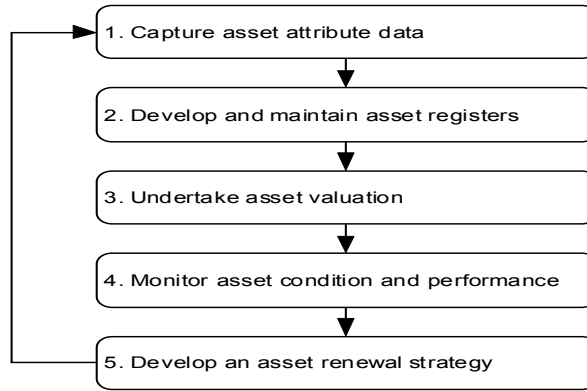 1. Capture asset attribute data
2. Develop and maintain asset registers
3. Undertake asset valuation
4. Monitor asset condition and performance
5. Develop an asset renewal strategy